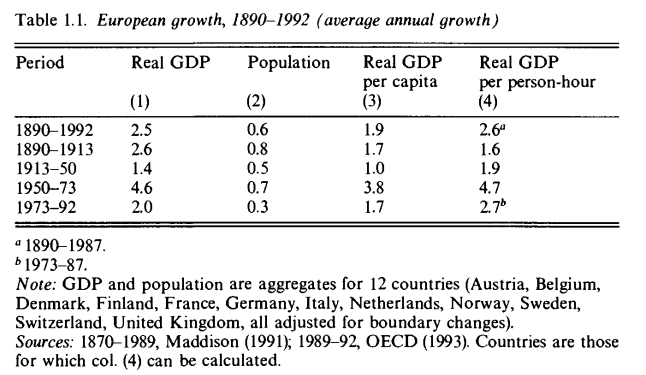 Table 1.1. European growth, 1890–1992 (average annual growth)
Period Real GDP Population Real GDP Real GDP
per capita per person-hour
(1) (2) (3) (4)
1890–1992 2.5 0.6 1.9 2.6a
1890–1913 2.6 0.8 1.7 1.6
1913–50 1.4 0.5 1.0 1.9
1950–73 4.6 0.7 3.8 4.7
1973–92 2.0 0.3 1.7 2.7b
a 1890–1987.
b 1973–87.
Note: GDP and population are aggregates for 12 countries (Austria, Belgium,
Denmark, Finland, France, Germany, Italy, Netherlands, Norway, Sweden,
Switzerland, United Kingdom, all adjusted for boundary changes).
Sources: 1870–1989, Maddison (1991); 1989–92, OECD (1993). Countries are those
for which col. (4) can be calculated.